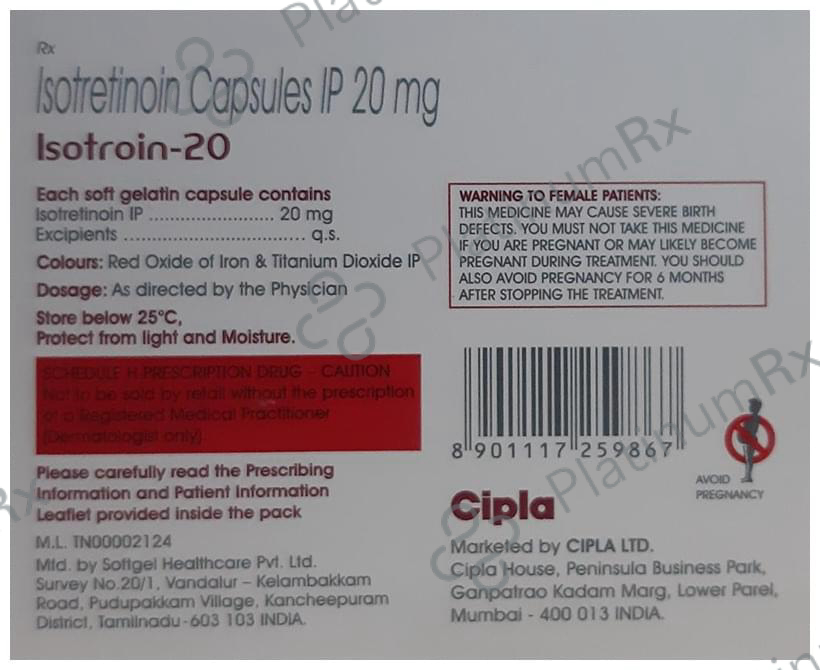 Rx
Isotretinoin Capsules IP 20 mg
Isotroin-20
Each soft gelatin capsule contains
Isotretinoin IP ........................ 20 mg
Excipients ................................ q.s.
Colours: Red Oxide of Iron & Titanium Dioxide IP
Dosage: As directed by the Physician
Store below 25°C,
Protect from light and Moisture.
SCHEDULE H PRESCRIPTION DRUG – CAUTION
Not to be sold by retail without the prescription
of a Registered Medical Practitioner
(Dermatologist only)
Please carefully read the Prescribing
Information and Patient Information
Leaflet provided inside the pack
M.L. TN00002124
Mfd. by Softgel Healthcare Pvt. Ltd.
Survey No.20/1, Vandalur – Kelambakkam
Road, Pudupakkam Village, Kancheepuram
District, Tamilnadu-603 103 INDIA.
WARNING TO FEMALE PATIENTS:
THIS MEDICINE MAY CAUSE SEVERE BIRTH
DEFECTS. YOU MUST NOT TAKE THIS MEDICINE
IF YOU ARE PREGNANT OR MAY LIKELY BECOME
PREGNANT DURING TREATMENT. YOU SHOULD
ALSO AVOID PREGNANCY FOR 6 MONTHS
AFTER STOPPING THE TREATMENT.
8 901117 259867
AVOID
PREGNANCY
Cipla
Marketed by CIPLA LTD.
Cipla House, Peninsula Business Park,
Ganpatrao Kadam Marg, Lower Parel,
Mumbai - 400 013 INDIA.
PlatinumRx
PlatinumRx